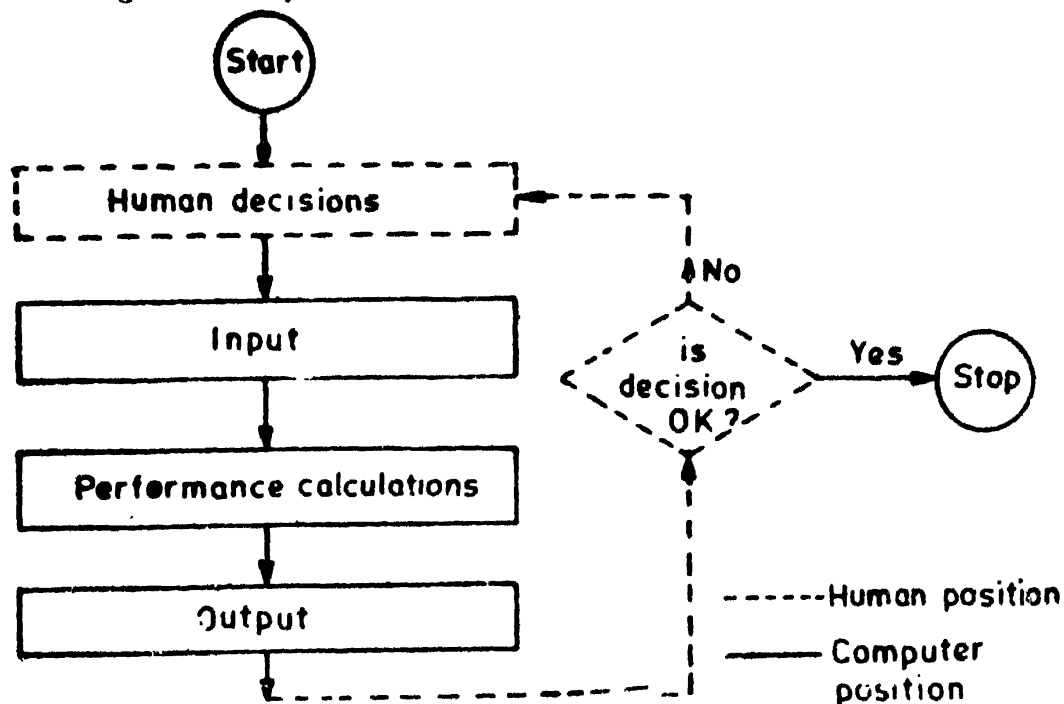 Start
Human decisions
Input
Performance calculations
Output
No
is
decision
OK?
Yes
Stop
Human position
Computer
position